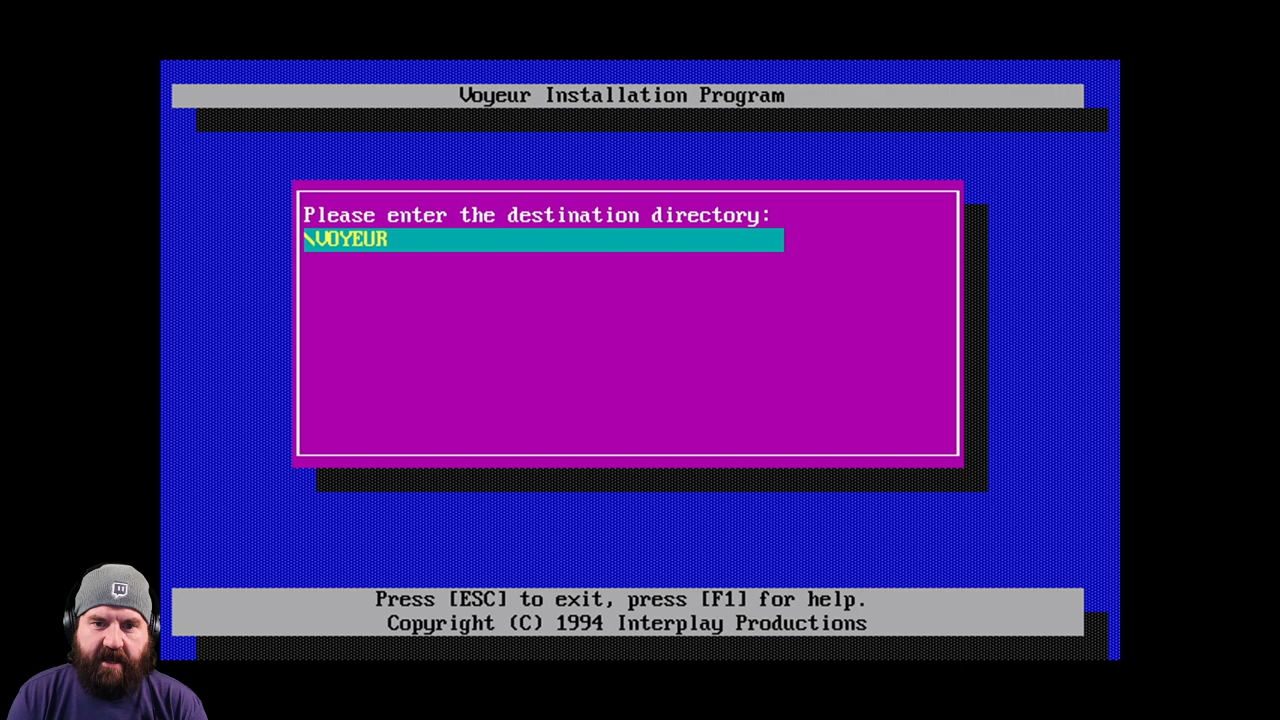 Voyeur Installation Program
Please enter the destination directory:
\VOYEUR
Press [ESC] to exit, press [F1] for help.
Copyright (C) 1994 Interplay Productions